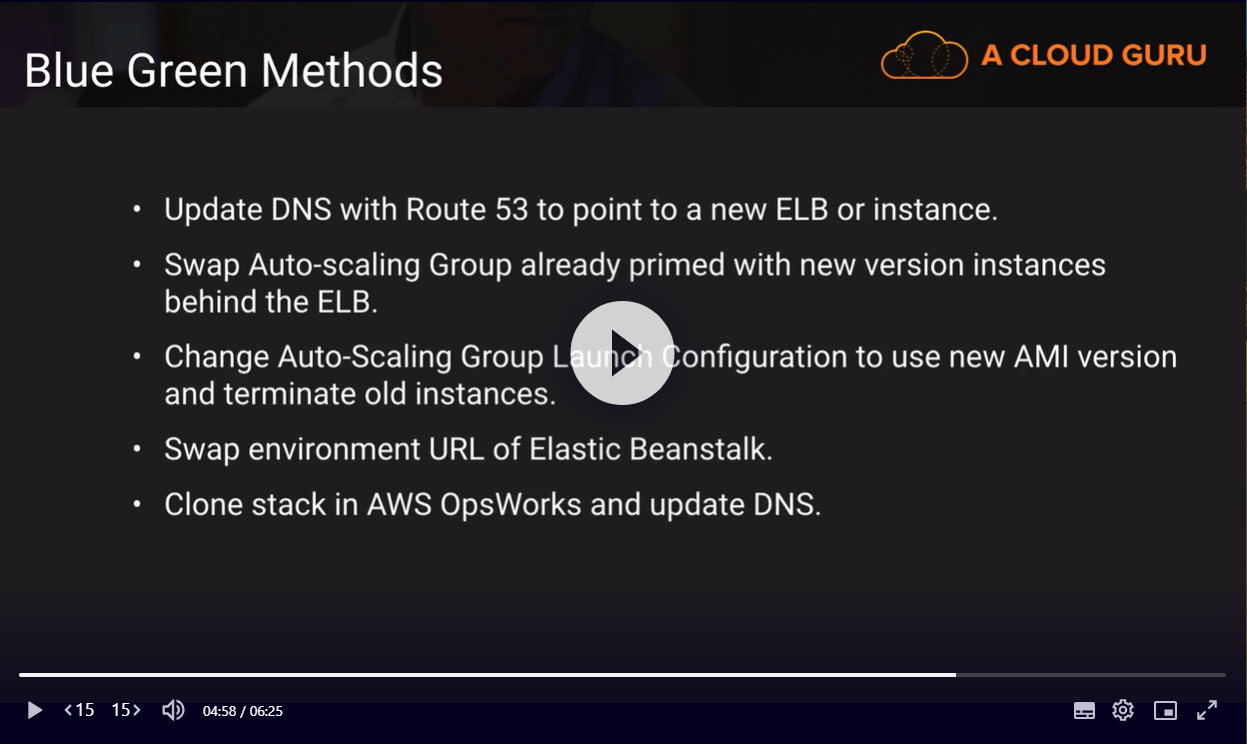 Blue Green Methods
A CLOUD GURU
• Update DNS with Route 53 to point to a new ELB or instance.
• Swap Auto-scaling Group already primed with new version instances
behind the ELB.
• Change Auto-Scaling Group Launch Configuration to use new AMI version
and terminate old instances.
• Swap environment URL of Elastic Beanstalk.
• Clone stack in AWS OpsWorks and update DNS.
<15 15> 04:58 / 06:25